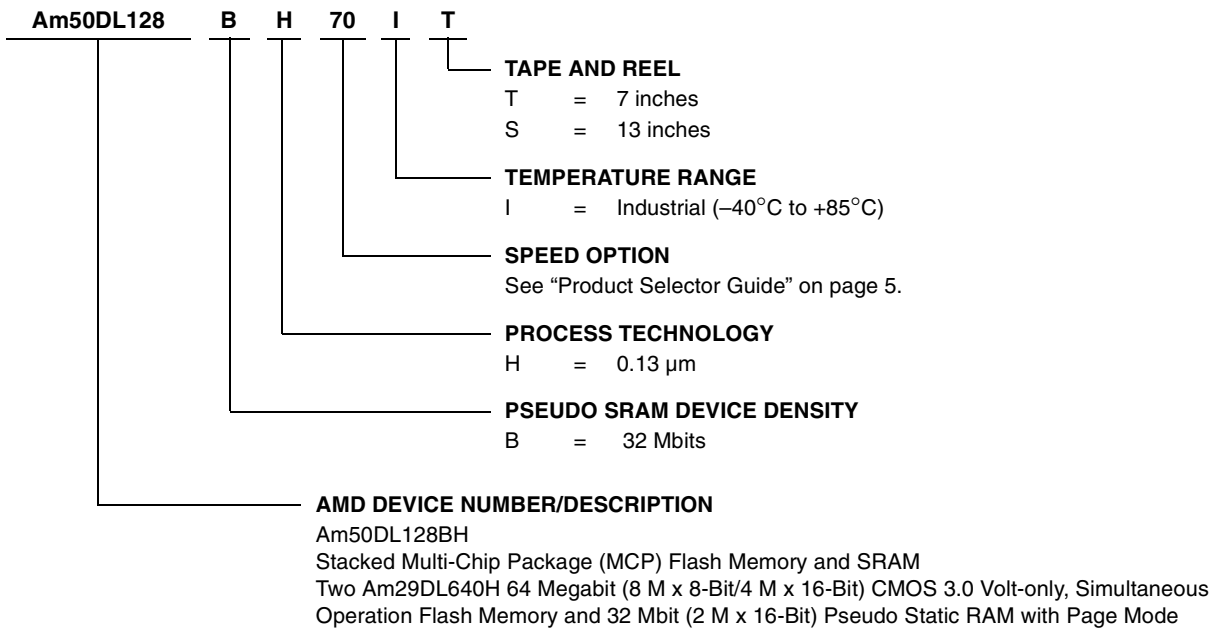 Am50DL128 B H 70 I T
TAPE AND REEL
T = 7 inches
S = 13 inches
TEMPERATURE RANGE
I = Industrial (–40°C to +85°C)
SPEED OPTION
See “Product Selector Guide” on page 5.
PROCESS TECHNOLOGY
H = 0.13 µm
PSEUDO SRAM DEVICE DENSITY
B = 32 Mbits
AMD DEVICE NUMBER/DESCRIPTION
Am50DL128BH
Stacked Multi-Chip Package (MCP) Flash Memory and SRAM
Two Am29DL640H 64 Megabit (8 M x 8-Bit/4 M x 16-Bit) CMOS 3.0 Volt-only, Simultaneous
Operation Flash Memory and 32 Mbit (2 M x 16-Bit) Pseudo Static RAM with Page Mode